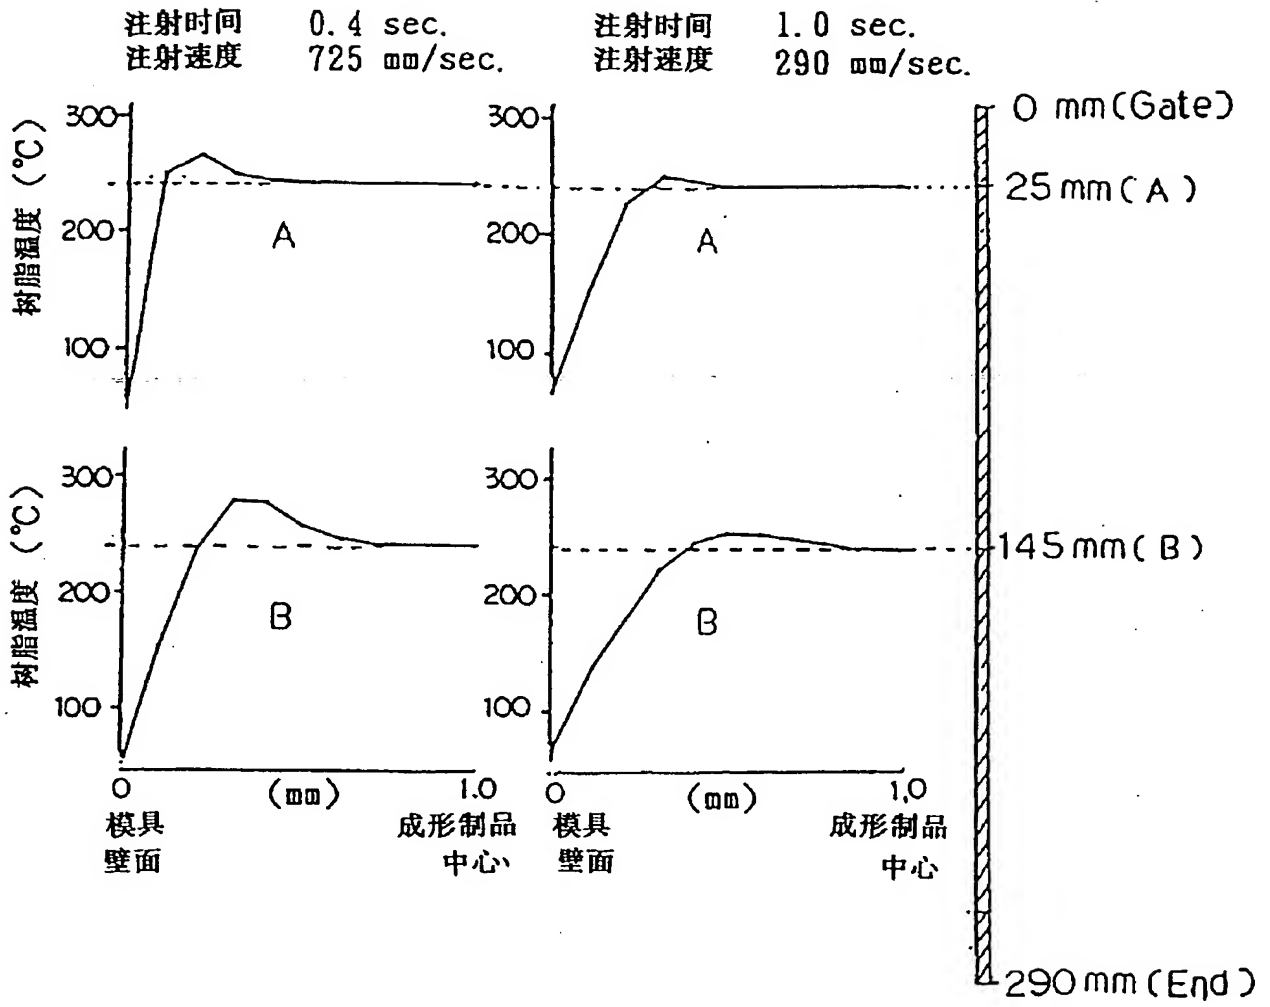 注射时间 0.4 sec.
注射速度 725 mm/sec.
注射时间 1.0 sec.
注射速度 290 mm/sec.
树脂温度 (℃)
300
200
100
A
300
200
100
A
0 mm (Gate)
25 mm (A)
树脂温度 (℃)
300
200
100
B
300
200
100
B
145 mm (B)
0 (mm) 1.0
模具
壁面
成形制品
中心
0 (mm) 1,0
模具
壁面
成形制品
中心
290 mm (End)